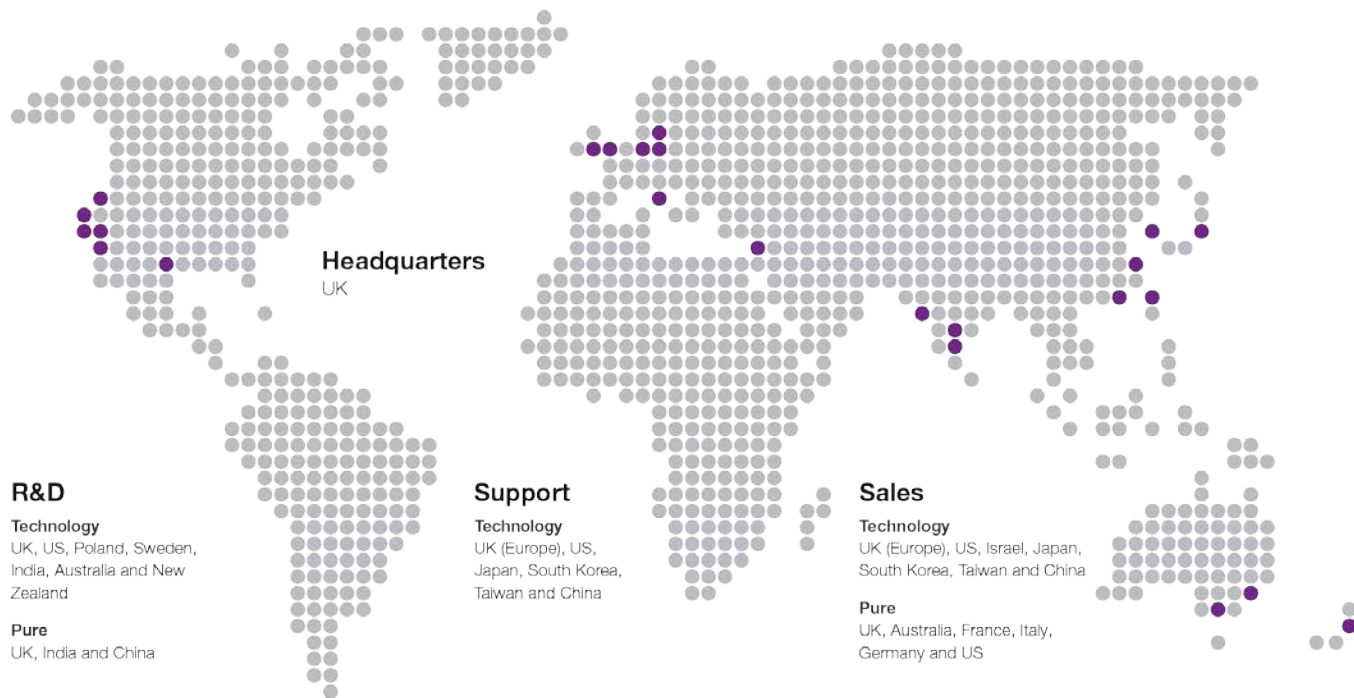 Headquarters
UK
R&D
Technology
UK, US, Poland, Sweden,
India, Australia and New
Zealand
Pure
UK, India and China
Support
Technology
UK (Europe), US,
Japan, South Korea,
Taiwan and China
Sales
Technology
UK (Europe), US, Israel, Japan,
South Korea, Taiwan and China
Pure
UK, Australia, France, Italy,
Germany and US